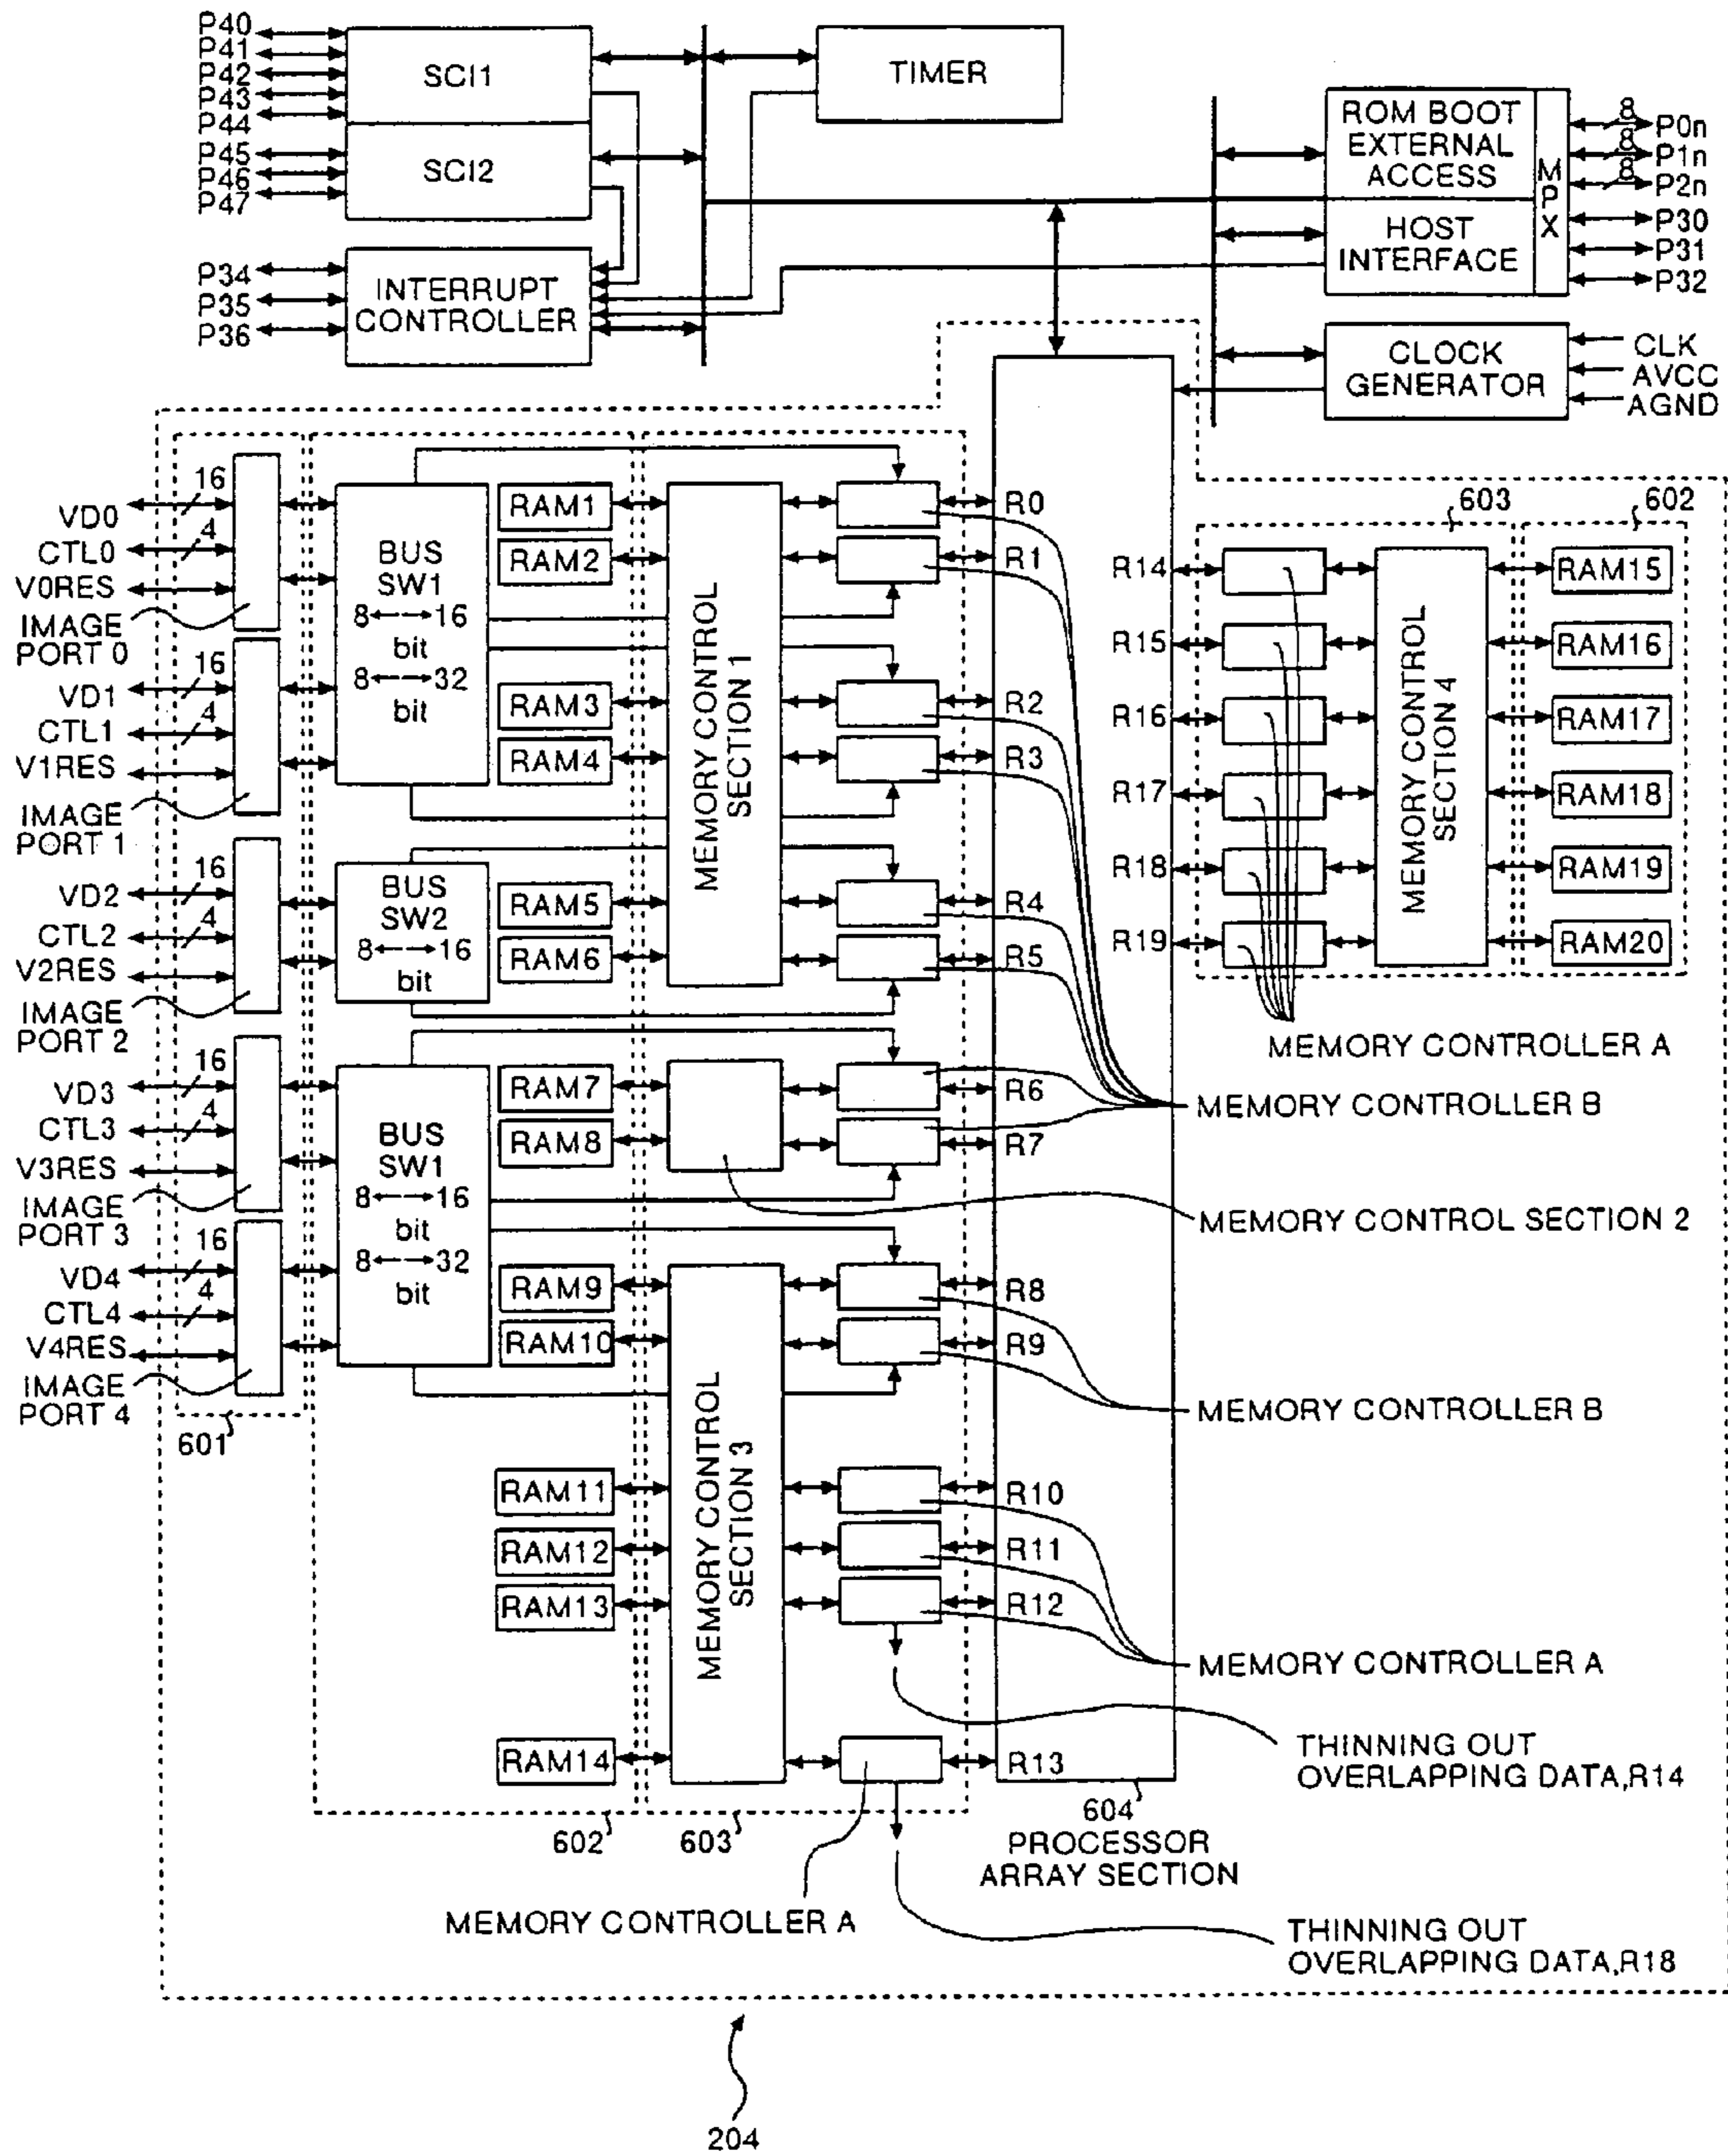 P40
P41
P42
P43
P44
P45
P46
P47
SCI1
SCI2
TIMER
P34
P35
P36
INTERRUPT
CONTROLLER
ROM BOOT
EXTERNAL
ACCESS
HOST
INTERFACE
M
P
X
8
P0n
8
P1n
8
P2n
P30
P31
P32
CLOCK
GENERATOR
CLK
AVCC
AGND
16
VD0
4
CTL0
V0RES
IMAGE
PORT 0
16
VD1
4
CTL1
V1RES
IMAGE
PORT 1
16
VD2
4
CTL2
V2RES
IMAGE
PORT 2
16
VD3
4
CTL3
V3RES
IMAGE
PORT 3
16
VD4
4
CTL4
V4RES
IMAGE
PORT 4
601
BUS
SW1
8←→16
bit
8←→32
bit
BUS
SW2
8←→16
bit
BUS
SW1
8←→16
bit
8←→32
bit
RAM1
RAM2
RAM3
RAM4
RAM5
RAM6
RAM7
RAM8
RAM9
RAM10
RAM11
RAM12
RAM13
RAM14
602
MEMORY CONTROL
SECTION 1
MEMORY CONTROL
SECTION 3
603
R0
R1
R2
R3
R4
R5
R6
R7
R8
R9
R10
R11
R12
R13
604
PROCESSOR
ARRAY SECTION
R14
R15
R16
R17
R18
R19
603
602
MEMORY CONTROL
SECTION 4
RAM15
RAM16
RAM17
RAM18
RAM19
RAM20
MEMORY CONTROLLER A
MEMORY CONTROLLER B
MEMORY CONTROL SECTION 2
MEMORY CONTROLLER B
MEMORY CONTROLLER A
THINNING OUT
OVERLAPPING DATA,R14
MEMORY CONTROLLER A
THINNING OUT
OVERLAPPING DATA,R18
204